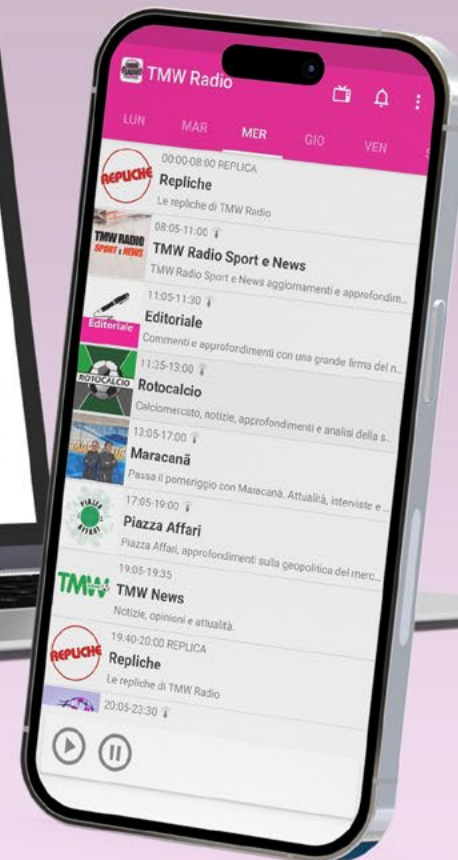 TMW Radio
LUN MAR MER GIO VEN S
REPLICHE
00:00-08:00 REPLICA
Repliche
Le repliche di TMW Radio
TMW RADIO
SPORT e NEWS
08:05-11:00
TMW Radio Sport e News
TMW Radio Sport e News aggiornamenti e approfondim...
Editoriale
11:05-11:30
Editoriale
Commenti e approfondimenti con una grande firma del n...
ROTOCALCIO
11:35-13:00
Rotocalcio
Calciomercato, notizie, approfondimenti e analisi della s...
13:05-17:00
Maracanã
Passa il pomeriggio con Maracanã. Attualità, interviste e ...
PIAZZA
AFFARI
17:05-19:00
Piazza Affari
Piazza Affari, approfondimenti sulla geopolitica del merc...
TMW
19:05-19:35
TMW News
Notizie, opinioni e attualità.
REPLICHE
19:40-20:00 REPLICA
Repliche
Le repliche di TMW Radio
20:05-23:30